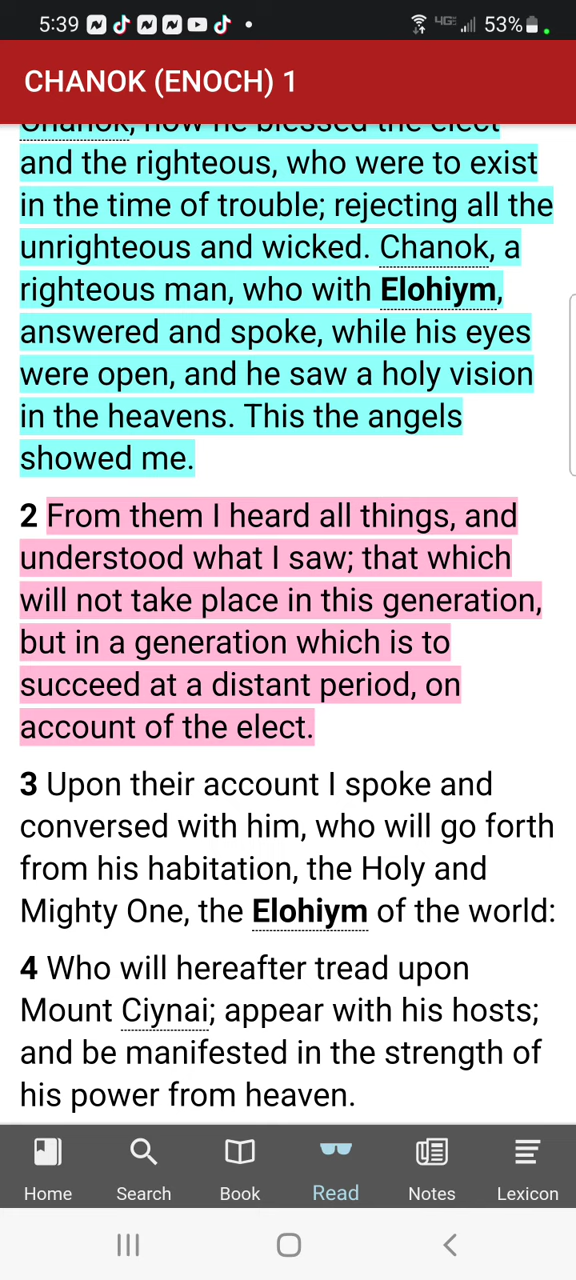 5:39
4G
53%
CHANOK (ENOCH) 1
Chanok, how he blessed the elect
and the righteous, who were to exist
in the time of trouble; rejecting all the
unrighteous and wicked. Chanok, a
righteous man, who with Elohiym,
answered and spoke, while his eyes
were open, and he saw a holy vision
in the heavens. This the angels
showed me.
2 From them I heard all things, and
understood what I saw; that which
will not take place in this generation,
but in a generation which is to
succeed at a distant period, on
account of the elect.
3 Upon their account I spoke and
conversed with him, who will go forth
from his habitation, the Holy and
Mighty One, the Elohiym of the world:
4 Who will hereafter tread upon
Mount Ciynai; appear with his hosts;
and be manifested in the strength of
his power from heaven.
Home Search Book Read Notes Lexicon